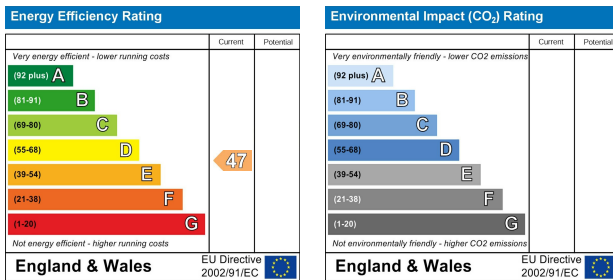 Energy Efficiency Rating
Current Potential
Very energy efficient - lower running costs
(92 plus) A
(81-91) B
(69-80) C
(55-68) D
(39-54) E
47
(21-38) F
(1-20) G
Not energy efficient - higher running costs
England & Wales
EU Directive
2002/91/EC
Environmental Impact (CO₂) Rating
Current Potential
Very environmentally friendly - lower CO2 emissions
(92 plus) A
(81-91) B
(69-80) C
(55-68) D
(39-54) E
(21-38) F
(1-20) G
Not environmentally friendly - higher CO2 emissions
England & Wales
EU Directive
2002/91/EC